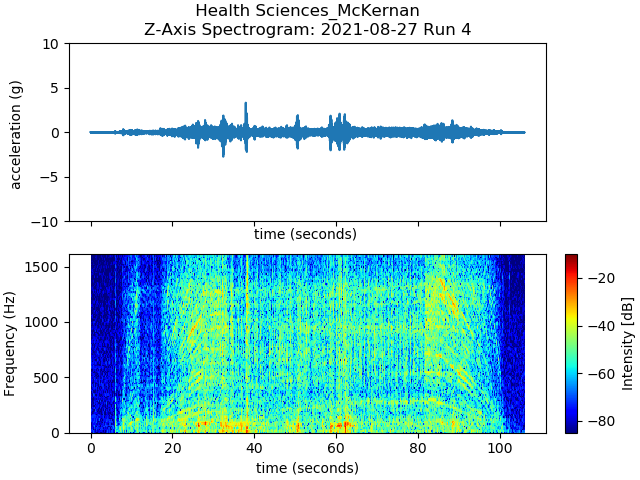 Health Sciences_McKernan
Z-Axis Spectrogram: 2021-08-27 Run 4
10
5
0
−5
−10
acceleration (g)
time (seconds)
1500
1000
500
0
Frequency (Hz)
0 20 40 60 80 100
time (seconds)
−20
−40
−60
−80
Intensity [dB]